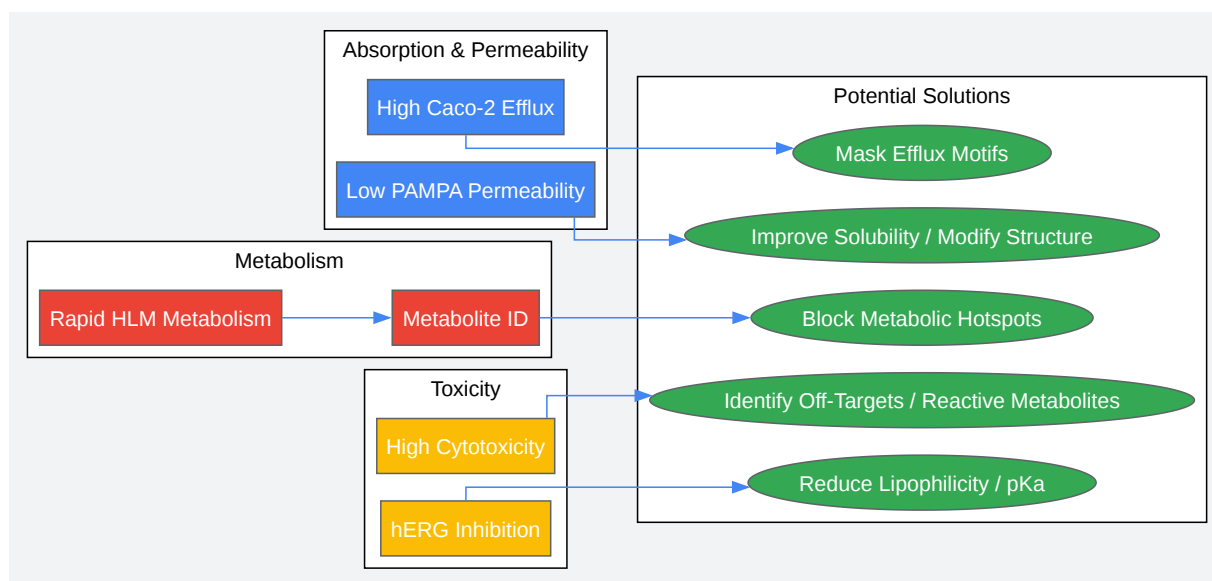 Absorption & Permeability
High Caco-2 Efflux
Low PAMPA Permeability
Metabolism
Rapid HLM Metabolism
Metabolite ID
Toxicity
High Cytotoxicity
hERG Inhibition
Potential Solutions
Mask Efflux Motifs
Improve Solubility / Modify Structure
Block Metabolic Hotspots
Identify Off-Targets / Reactive Metabolites
Reduce Lipophilicity / pKa